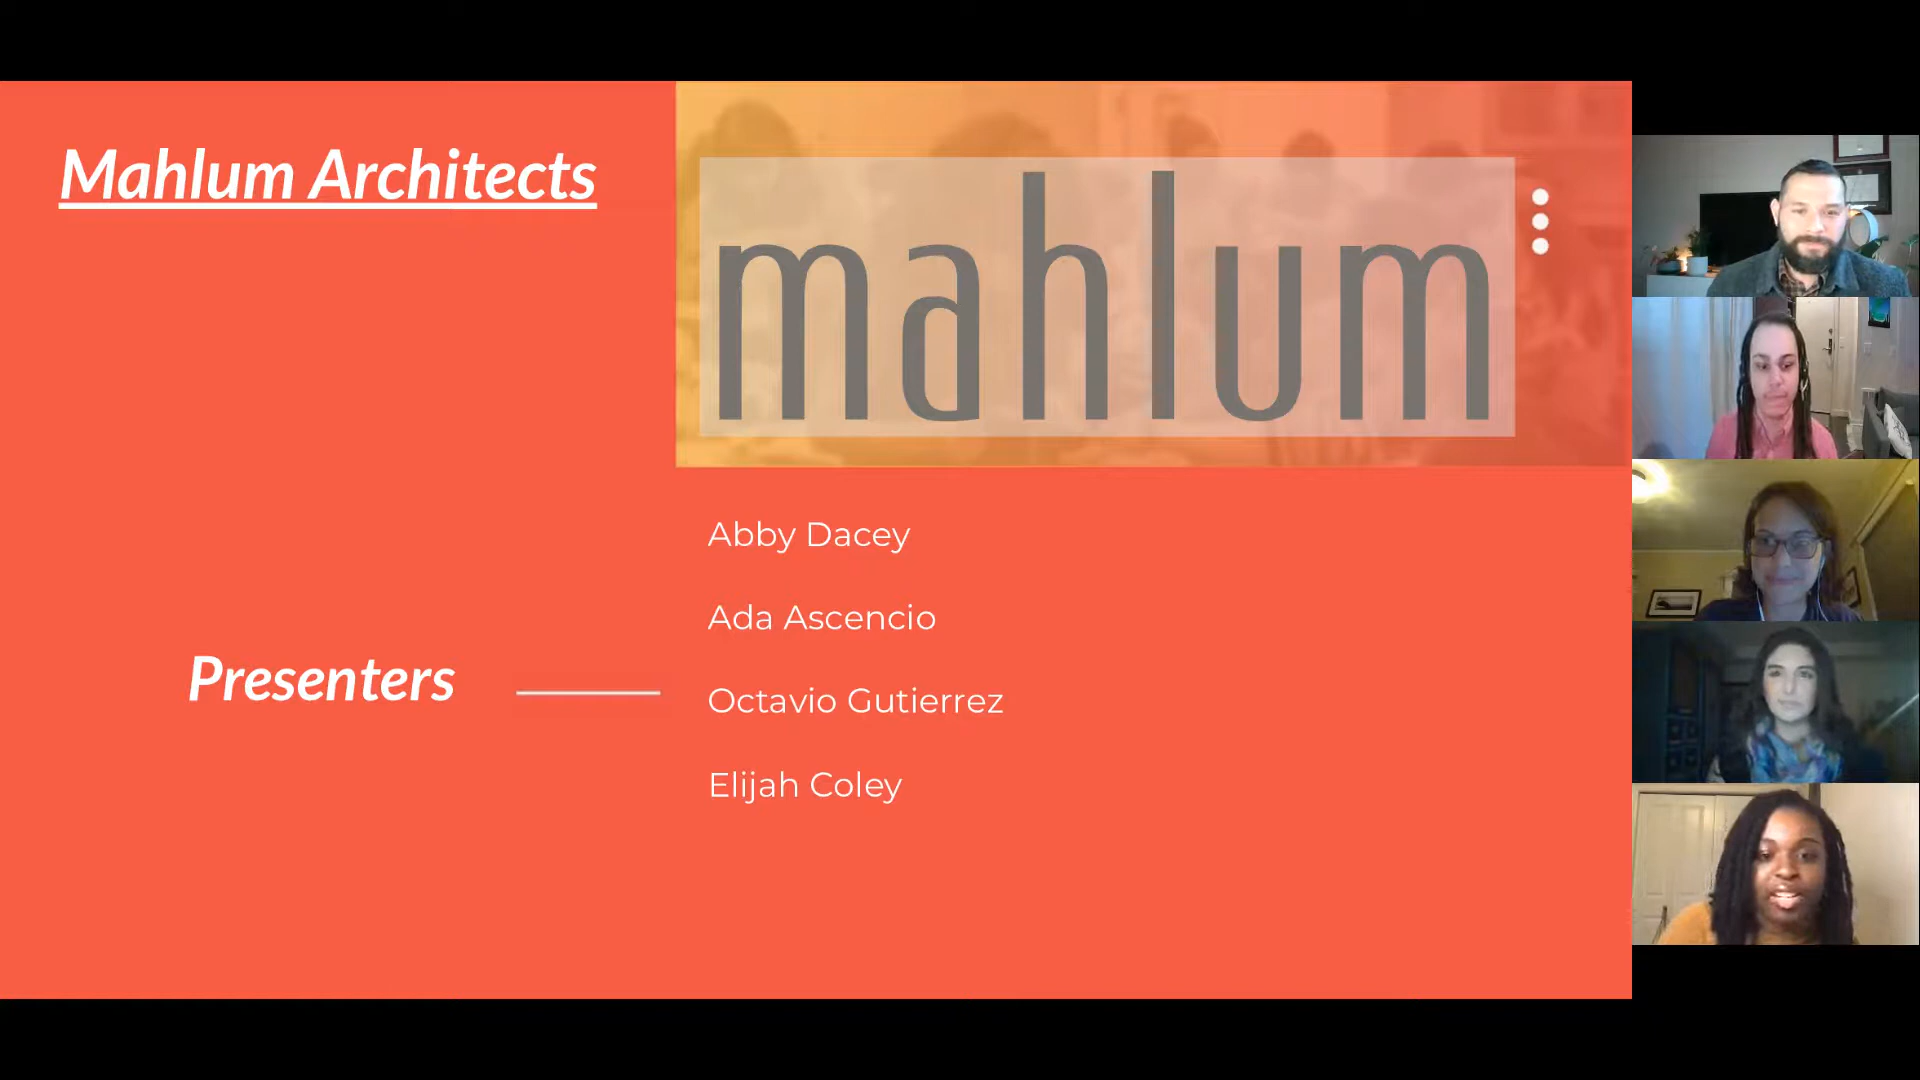 Mahlum Architects
mahlum
Presenters
Abby Dacey
Ada Ascencio
Octavio Gutierrez
Elijah Coley